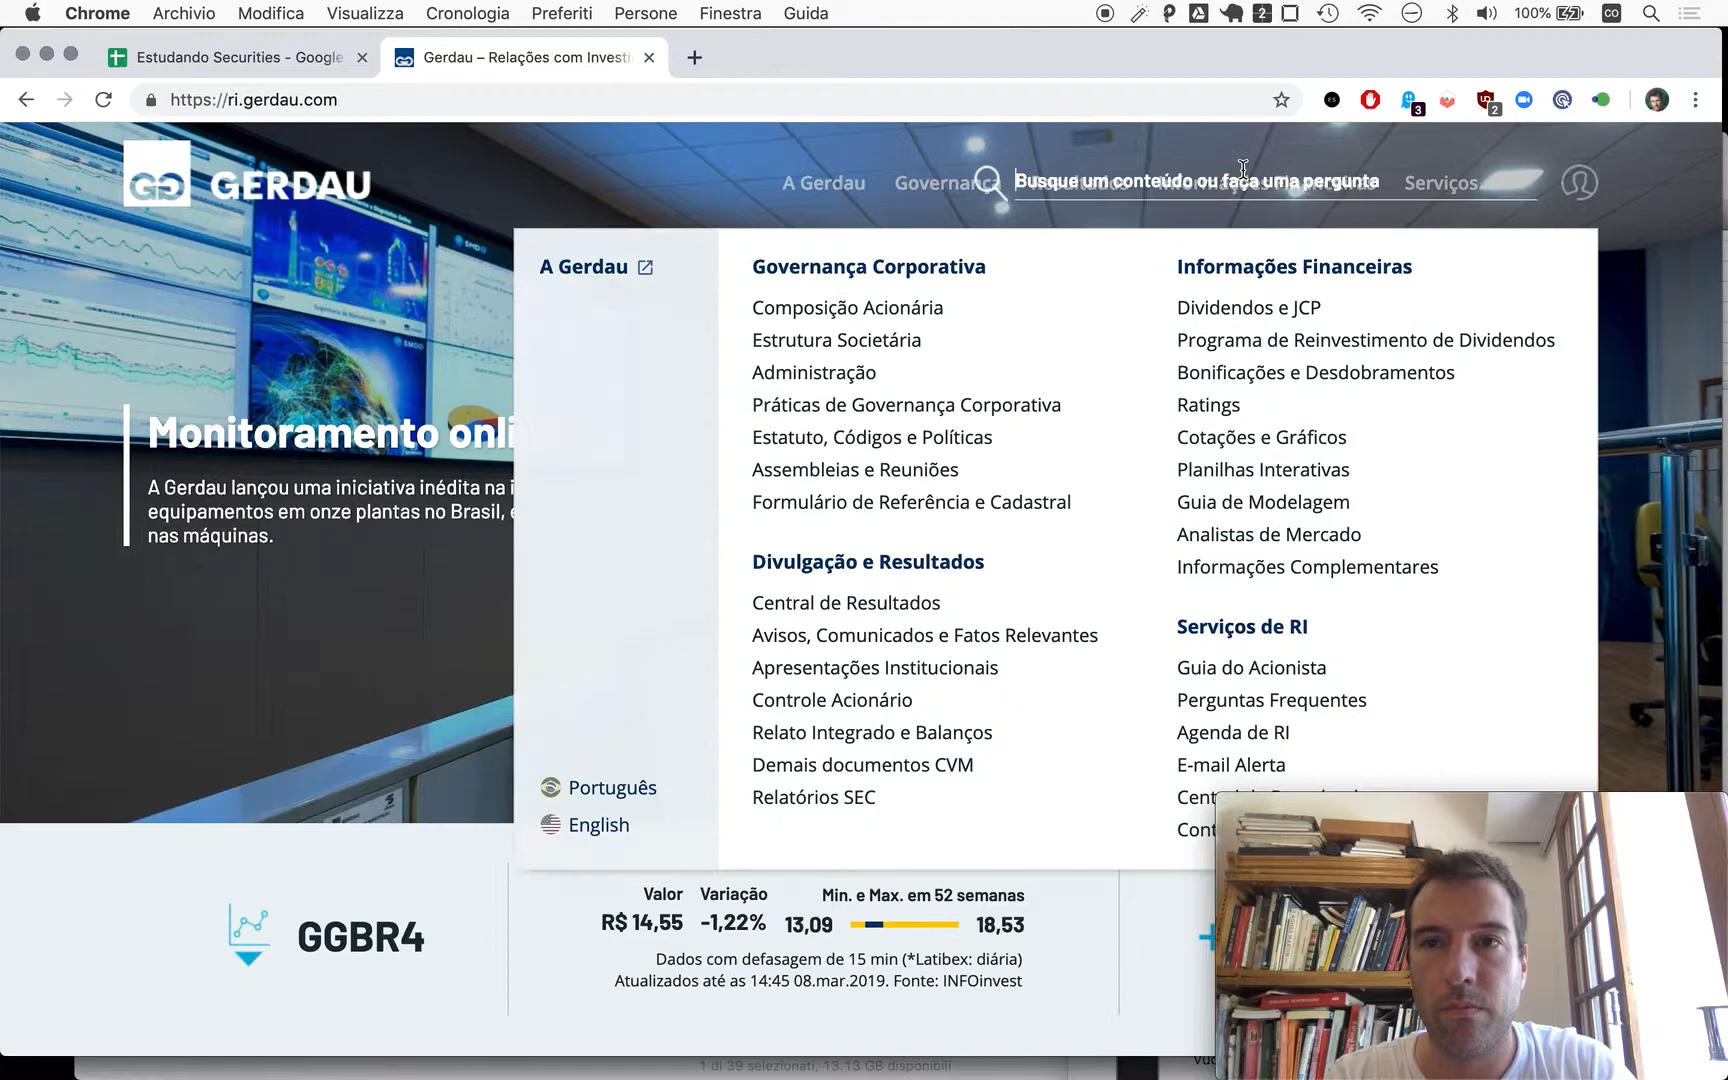 Chrome Archivio Modifica Visualizza Cronologia Preferiti Persone Finestra Guida 2 100% CO
Estudando Securities - Google
Gerdau – Relações com Investi
https://ri.gerdau.com
3
2
GERDAU
A Gerdau
Governança
Busque um conteúdo ou faça uma pergunta
Serviços
Monitoramento onli
A Gerdau lançou uma iniciativa inédita na i
equipamentos em onze plantas no Brasil, e
nas máquinas.
A Gerdau
Português
English
Governança Corporativa
Composição Acionária
Estrutura Societária
Administração
Práticas de Governança Corporativa
Estatuto, Códigos e Políticas
Assembleias e Reuniões
Formulário de Referência e Cadastral
Divulgação e Resultados
Central de Resultados
Avisos, Comunicados e Fatos Relevantes
Apresentações Institucionais
Controle Acionário
Relato Integrado e Balanços
Demais documentos CVM
Relatórios SEC
Informações Financeiras
Dividendos e JCP
Programa de Reinvestimento de Dividendos
Bonificações e Desdobramentos
Ratings
Cotações e Gráficos
Planilhas Interativas
Guia de Modelagem
Analistas de Mercado
Informações Complementares
Serviços de RI
Guia do Acionista
Perguntas Frequentes
Agenda de RI
E-mail Alerta
Cent
Cont
GGBR4
Valor Variação Min. e Max. em 52 semanas
R$ 14,55 -1,22% 13,09 18,53
Dados com defasagem de 15 min (*Latibex: diária)
Atualizados até as 14:45 08.mar.2019. Fonte: INFOinvest
1 di 39 selezionati, 13.13 GB disponibili